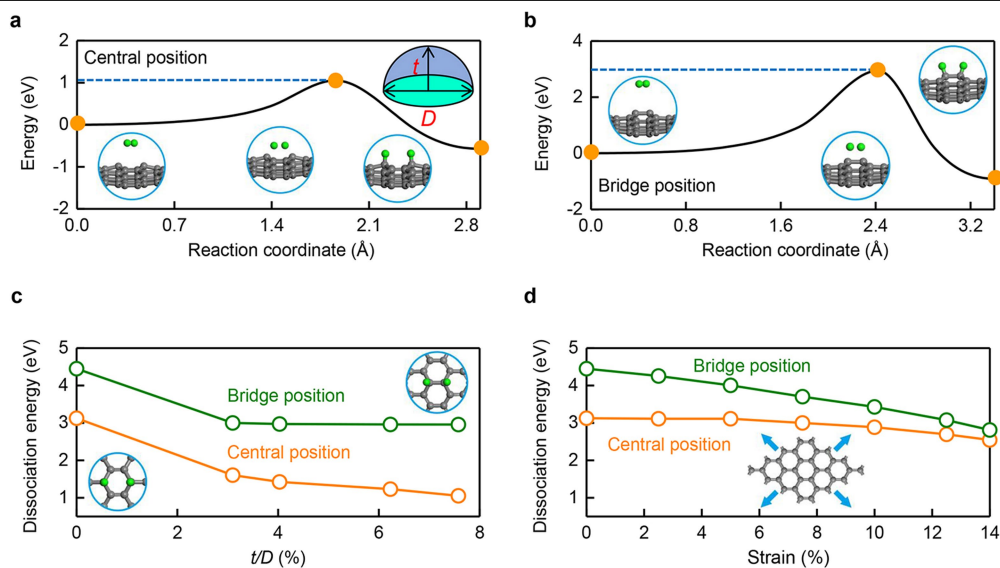 a
Central position
Energy (eV)
2
1
0
-1
-2
0.0 0.7 1.4 2.1 2.8
Reaction coordinate (Å)
t
D
b
Bridge position
Energy (eV)
4
2
0
-2
0.0 0.8 1.6 2.4 3.2
Reaction coordinate (Å)
c
Dissociation energy (eV)
5
4
3
2
1
0 2 4 6 8
t/D (%)
Bridge position
Central position
d
Dissociation energy (eV)
5
4
3
2
1
0 2 4 6 8 10 12 14
Strain (%)
Bridge position
Central position